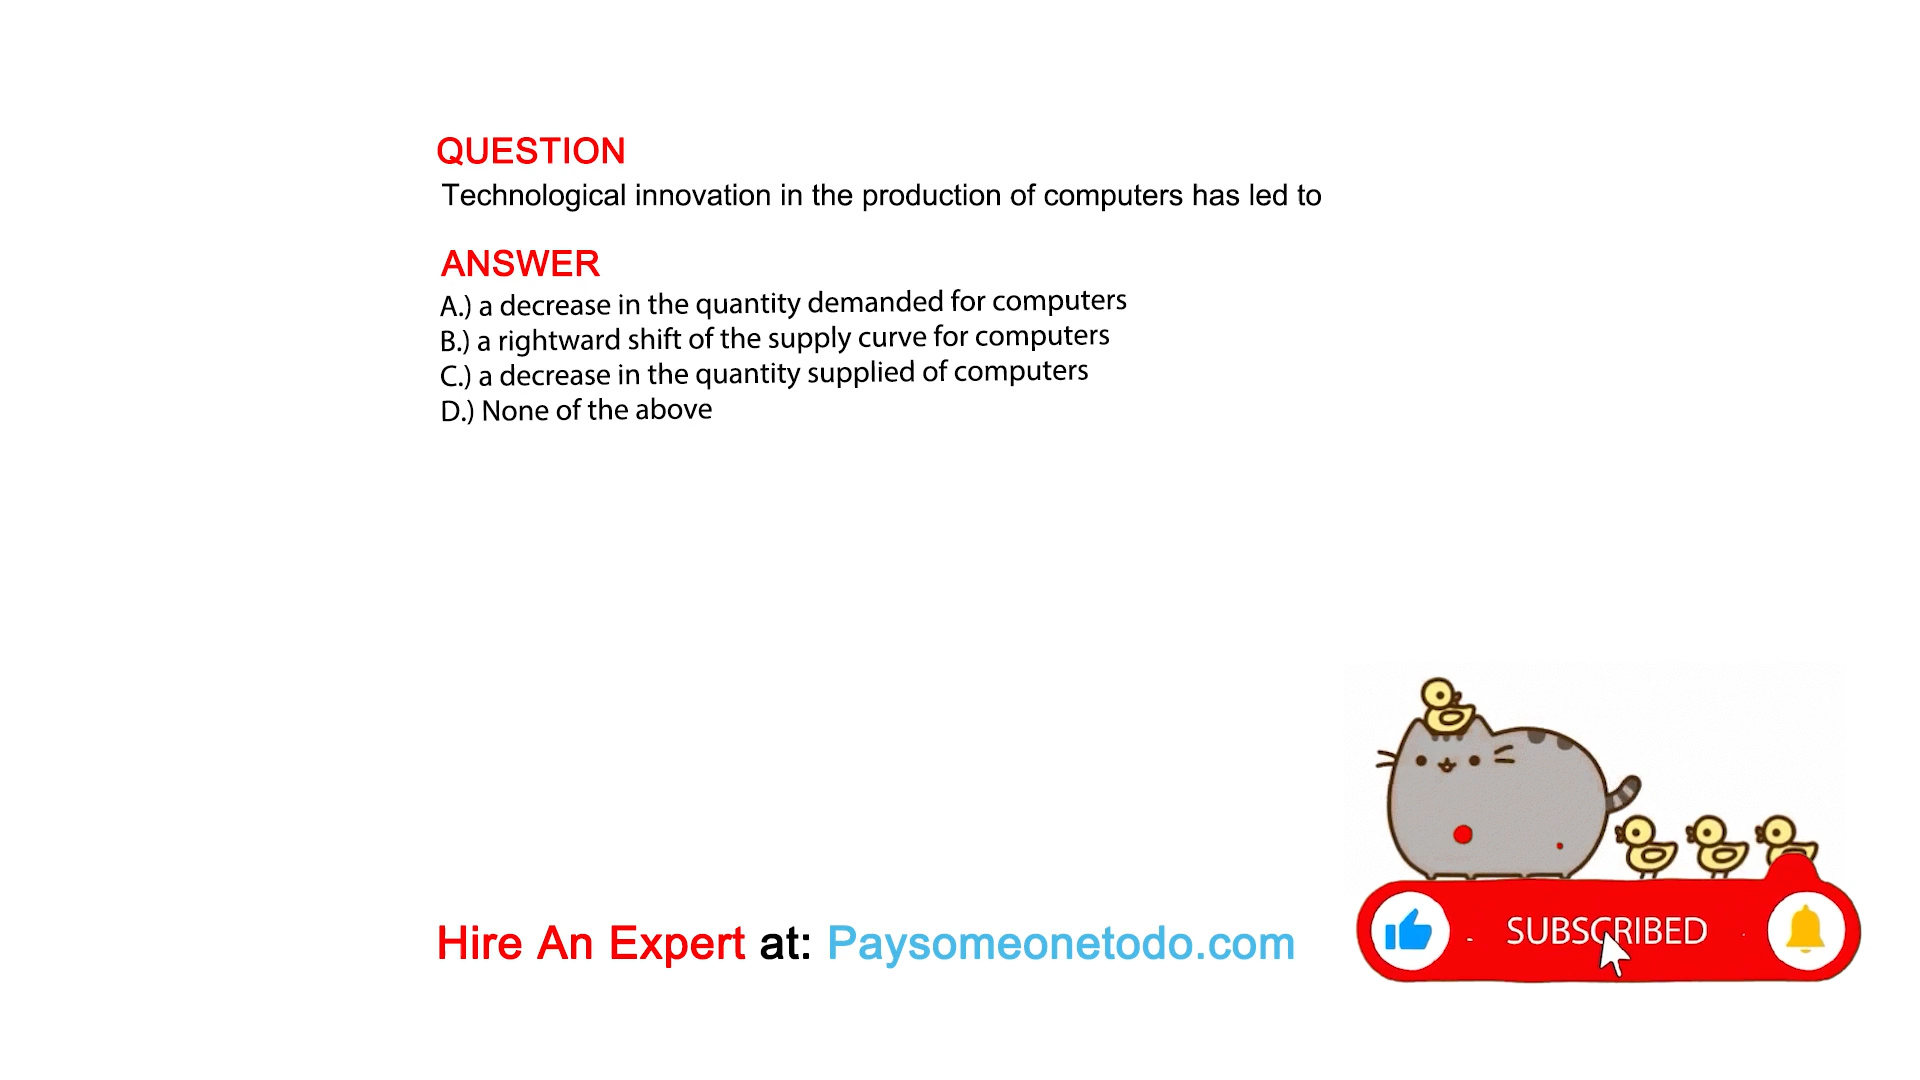 QUESTION
Technological innovation in the production of computers has led to
ANSWER
A.) a decrease in the quantity demanded for computers
B.) a rightward shift of the supply curve for computers
C.) a decrease in the quantity supplied of computers
D.) None of the above
Hire An Expert at: Paysomeonetodo.com
SUBSCRIBED